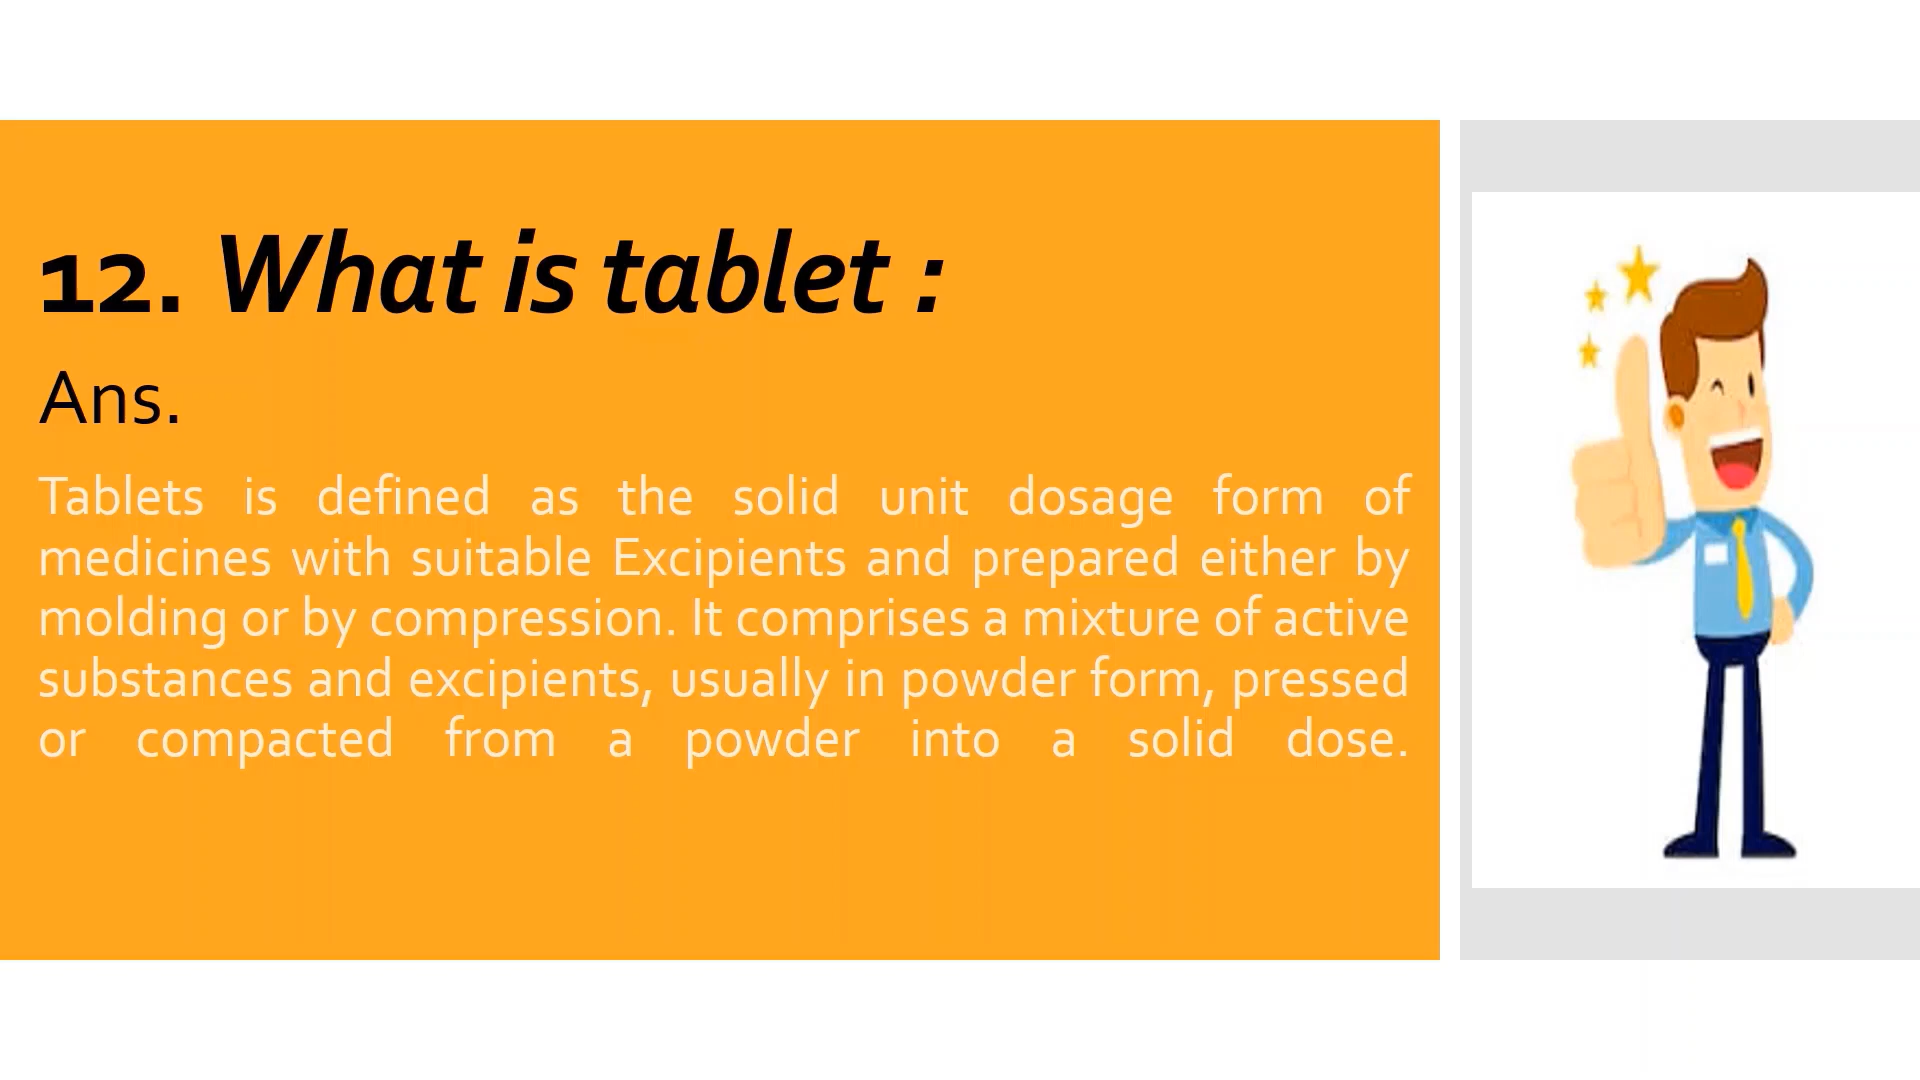 12. What is tablet :
Ans.
Tablets is defined as the solid unit dosage form of
medicines with suitable Excipients and prepared either by
molding or by compression. It comprises a mixture of active
substances and excipients, usually in powder form, pressed
or compacted from a powder into a solid dose.